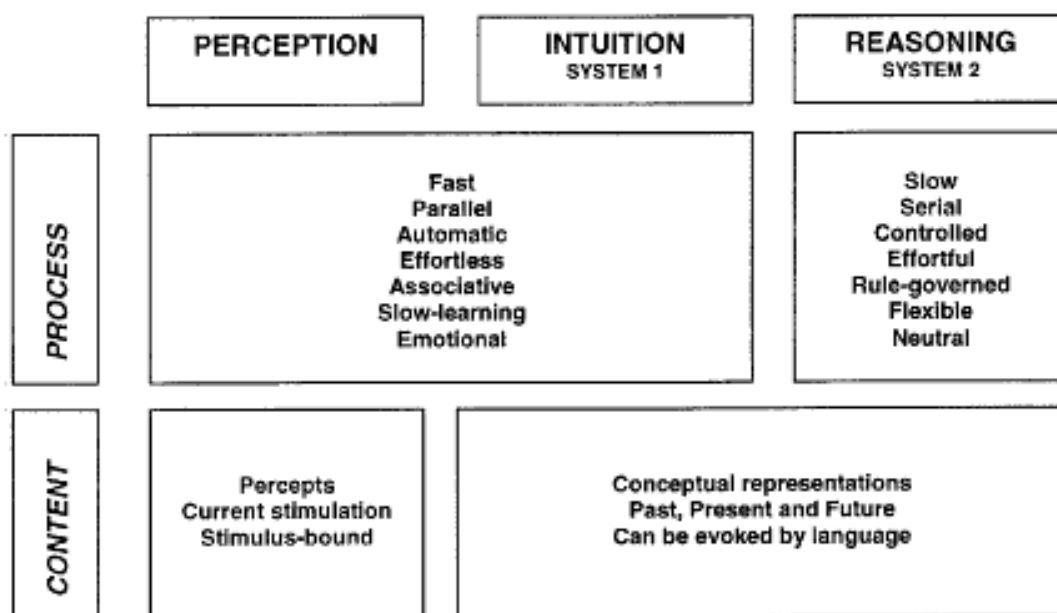 PERCEPTION
INTUITION
SYSTEM 1
REASONING
SYSTEM 2
PROCESS
Fast
Parallel
Automatic
Effortless
Associative
Slow-learning
Emotional
Slow
Serial
Controlled
Effortful
Rule-governed
Flexible
Neutral
CONTENT
Percepts
Current stimulation
Stimulus-bound
Conceptual representations
Past, Present and Future
Can be evoked by language